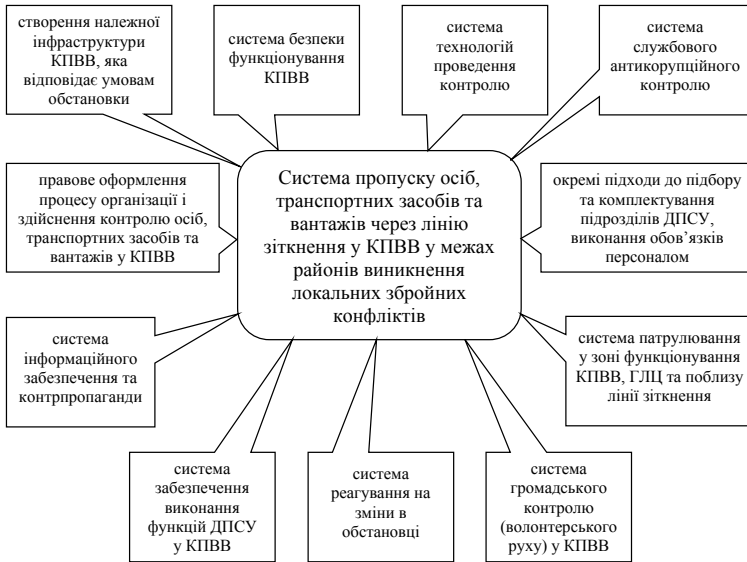 створення належної
інфраструктури
КПВВ, яка
відповідає умовам
обстановки
система безпеки
функціонування
КПВВ
система
технологій
проведення
контролю
система
службового
антикорупційного
контролю
правове оформлення
процесу організації і
здійснення контролю осіб,
транспортних засобів та
вантажів у КПВВ
Система пропуску осіб,
транспортних засобів та
вантажів через лінію
зіткнення у КПВВ у межах
районів виникнення
локальних збройних
конфліктів
окремі підходи до підбору
та комплектування
підрозділів ДПСУ,
виконання обов’язків
персоналом
система
інформаційного
забезпечення та
контрпропаганди
система патрулювання
у зоні функціонування
КПВВ, ГЛЦ та поблизу
лінії зіткнення
система
забезпечення
виконання
функцій ДПСУ
у КПВВ
система
реагування на
зміни в
обстановці
система
громадського
контролю
(волонтерського
руху) у КПВВ